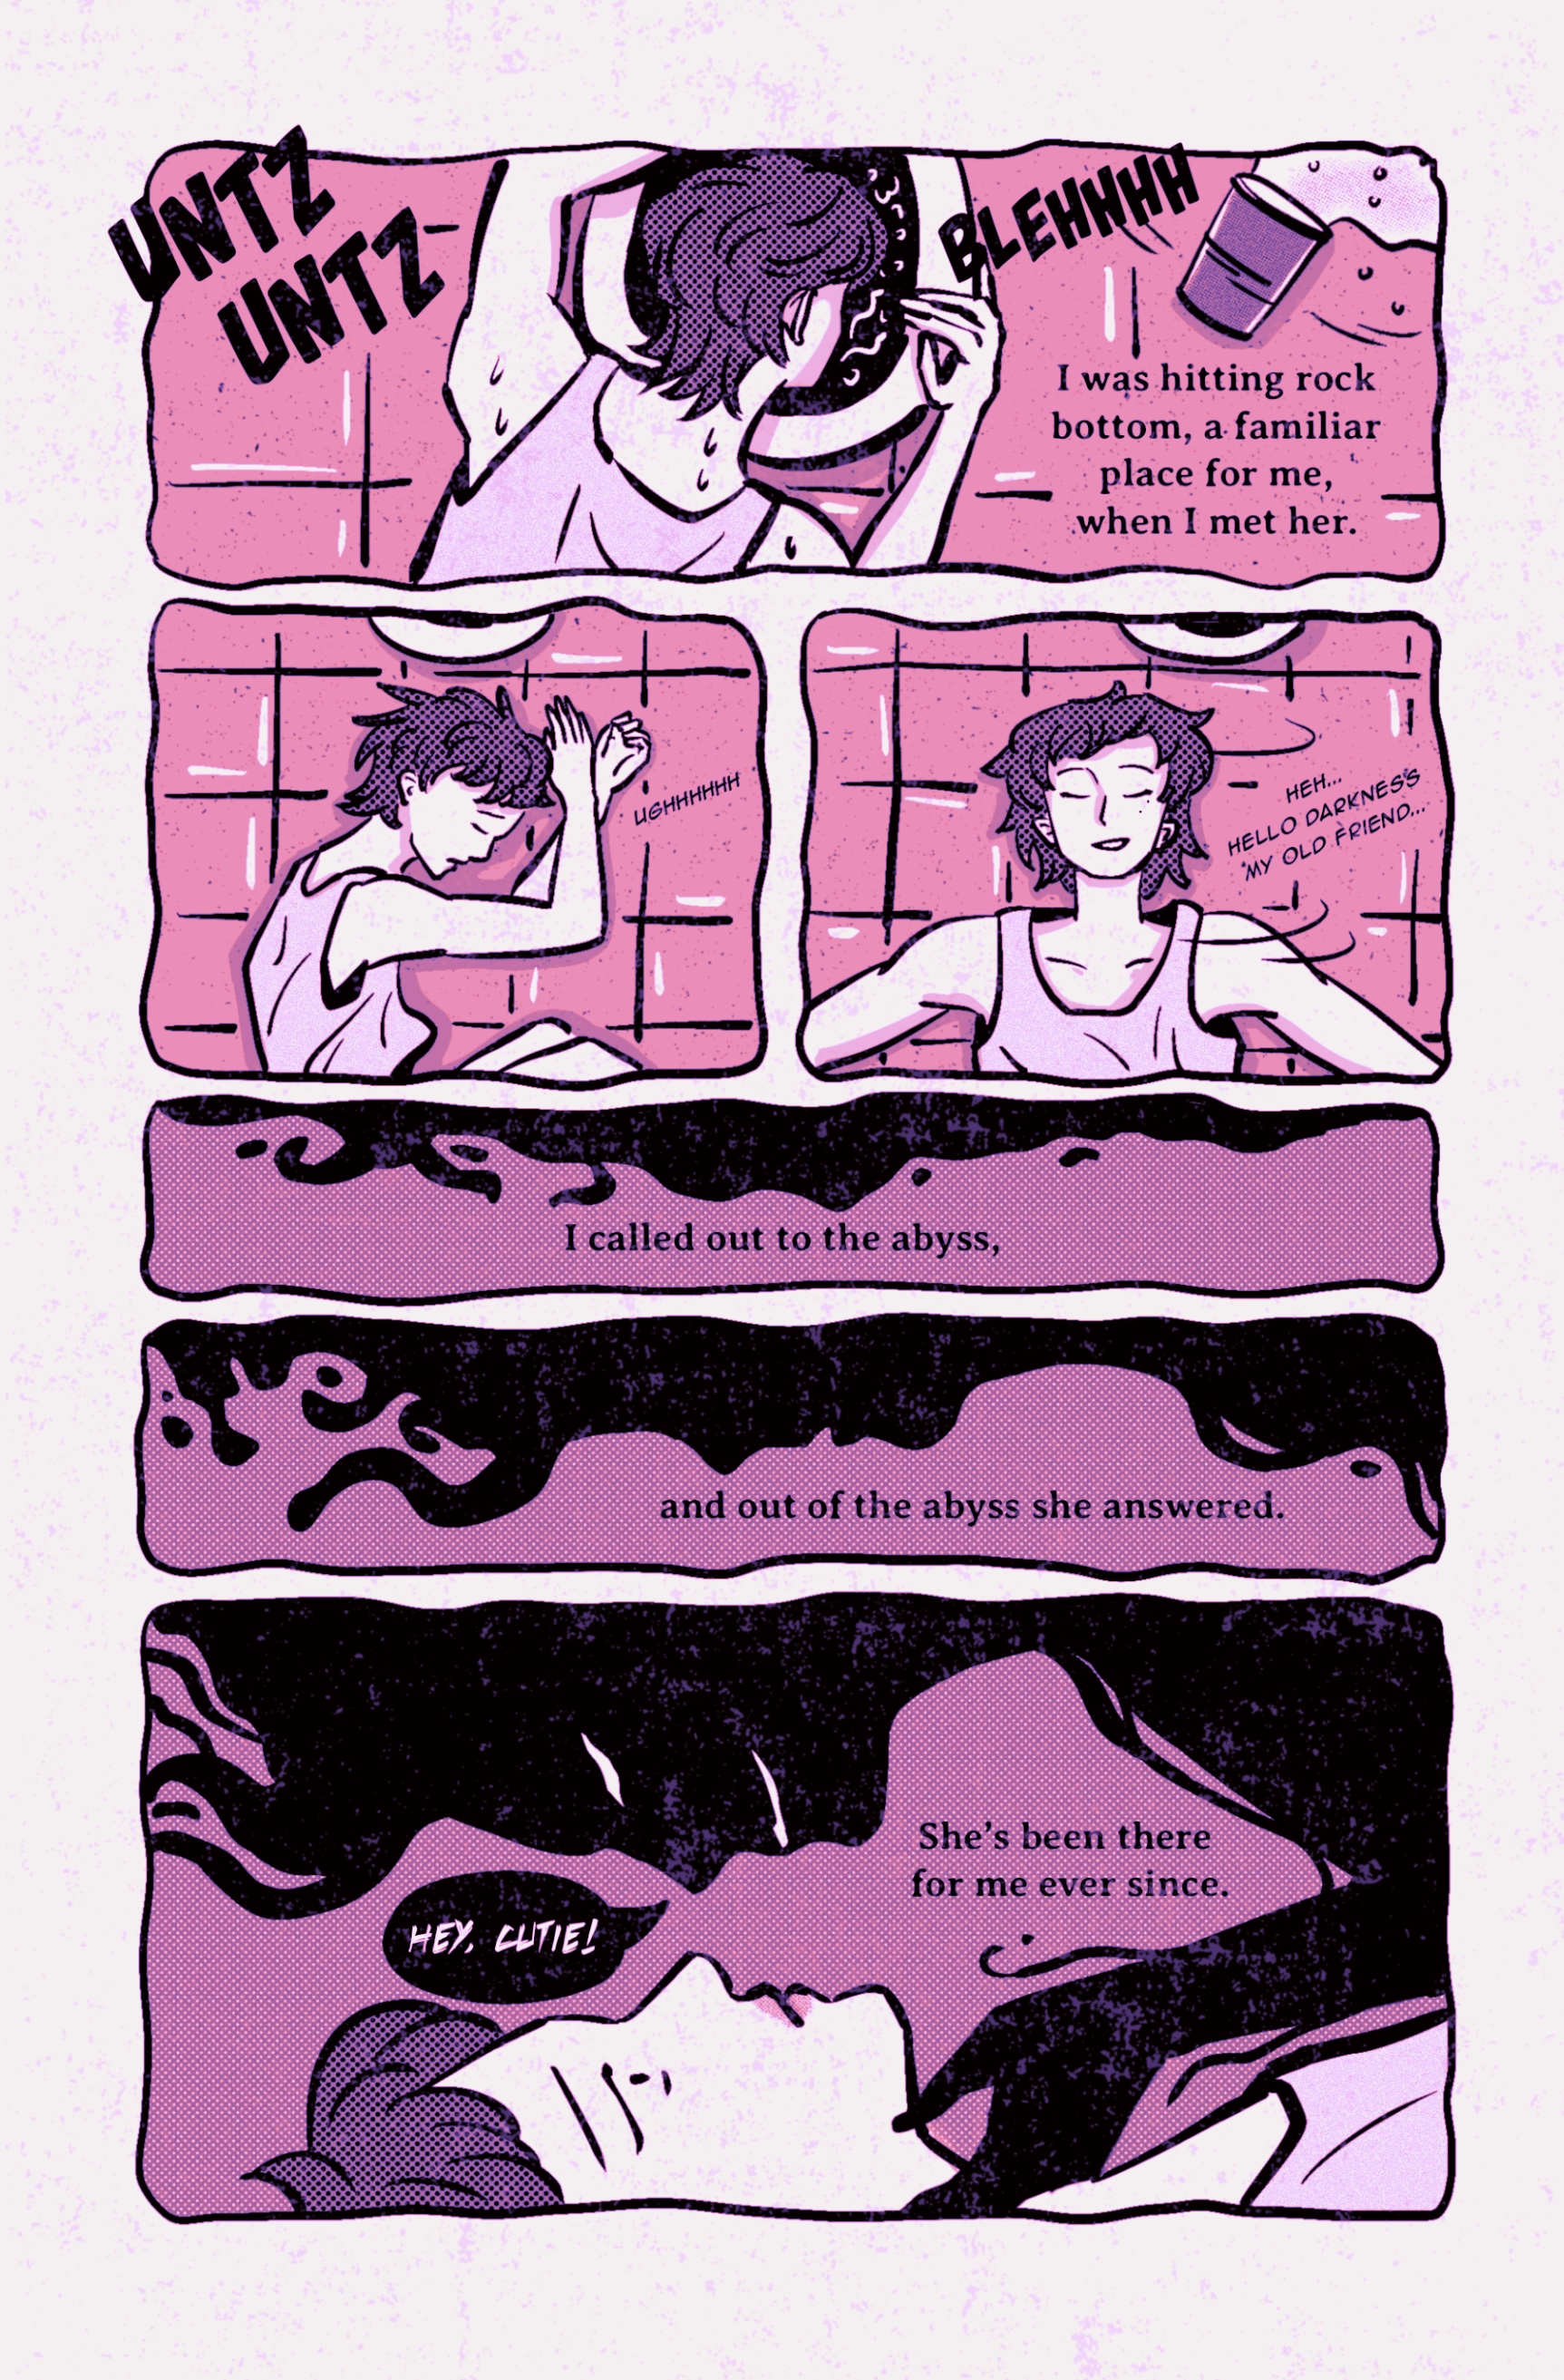 UNTZ
UNTZ
BLEHHHH
I was hitting rock
bottom, a familiar
place for me,
when I met her.
UGHHHHHH
HEH...
HELLO DARKNESS
MY OLD FRIEND...
I called out to the abyss,
and out of the abyss she answered.
She's been there
for me ever since.
HEY, CUTIE!